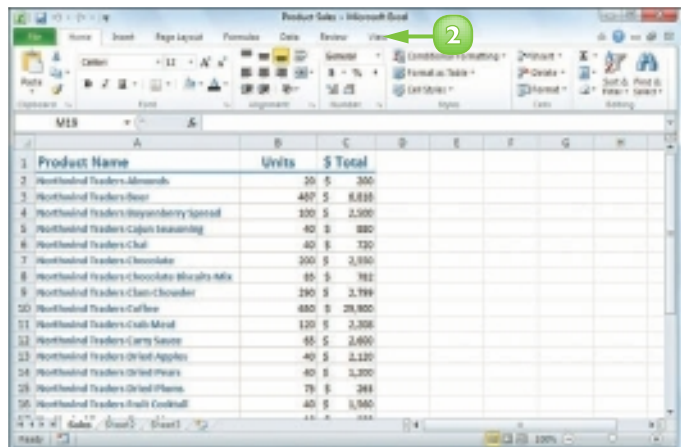 Product Sales - Microsoft Excel
File Home Insert Page Layout Formulas Data Review View
2
Calibri 11 General Conditional Formatting Insert
Paste B I U $ % Format as Table Delete Sort & Find &
Cell Styles Format Filter Select
Clipboard Font Alignment Number Styles Cells Editing
M19
A B C D E F G H
1 Product Name Units $ Total
2 Northwind Traders Almonds 20 $ 200
3 Northwind Traders Beer 487 $
4 Northwind Traders Boysenberry Spread 100 $ 2,500
5 Northwind Traders Cajun Seasoning 40 $ 880
6 Northwind Traders Chai 40 $ 720
7 Northwind Traders Chocolate 200 $ 2,550
8 Northwind Traders Chocolate Biscuits Mix 85 $ 782
9 Northwind Traders Clam Chowder 290 $ 2,799
10 Northwind Traders Coffee 650 $ 29,900
11 Northwind Traders Crab Meat 120 $ 2,208
12 Northwind Traders Curry Sauce 65 $ 2,600
13 Northwind Traders Dried Apples 40 $ 2,120
14 Northwind Traders Dried Pears 40 $ 1,200
15 Northwind Traders Dried Plums 75 $
16 Northwind Traders Fruit Cocktail 40 $ 1,560
Sales Sheet2 Sheet3
Ready 100%